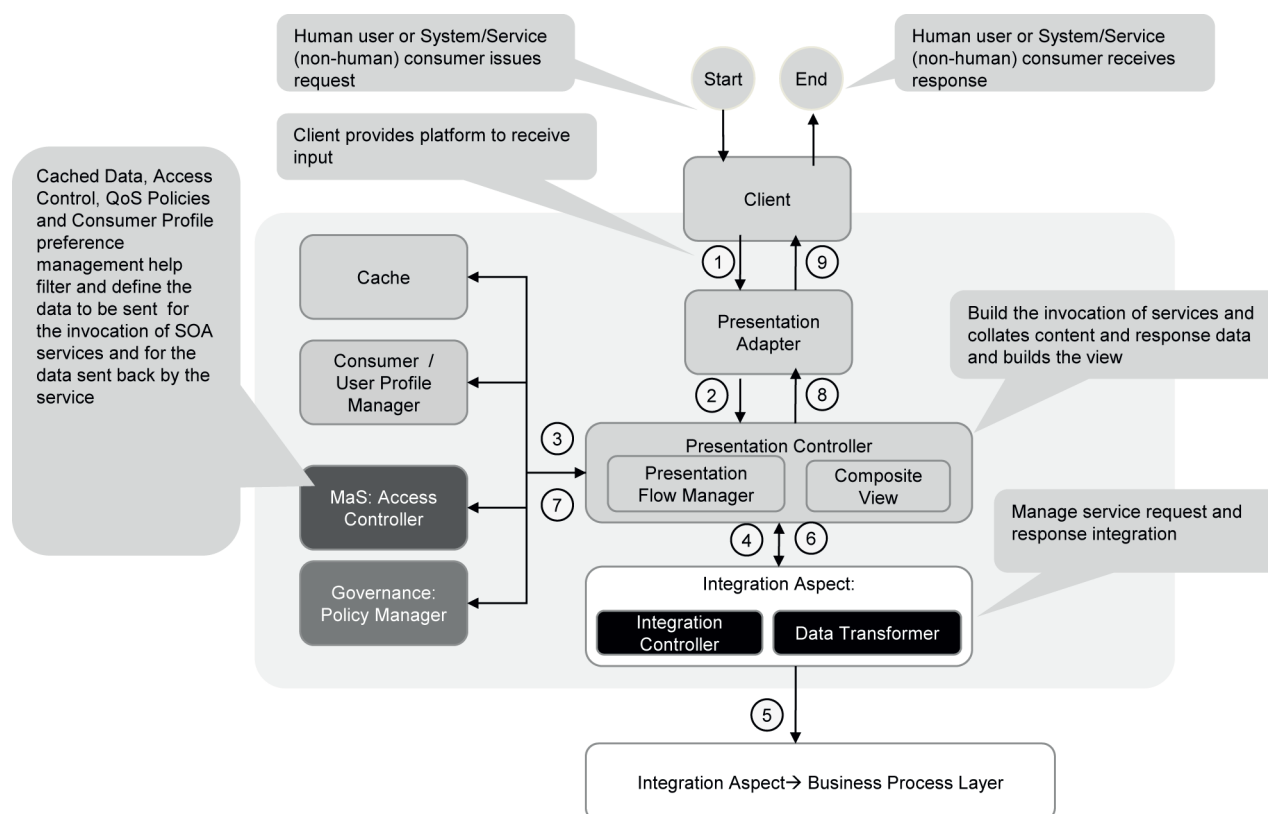 Human user or System/Service
(non-human) consumer issues
request
Start
End
Human user or System/Service
(non-human) consumer receives
response
Client provides platform to receive
input
Cached Data, Access
Control, QoS Policies
and Consumer Profile
preference
management help
filter and define the
data to be sent for
the invocation of SOA
services and for the
data sent back by the
service
Client
1
9
Cache
Presentation
Adapter
Build the invocation of services and
collates content and response data
and builds the view
Consumer /
User Profile
Manager
2
8
3
Presentation Controller
Presentation
Flow Manager
Composite
View
MaS: Access
Controller
7
4
6
Manage service request and
response integration
Governance:
Policy Manager
Integration Aspect:
Integration
Controller
Data Transformer
5
Integration Aspect→ Business Process Layer